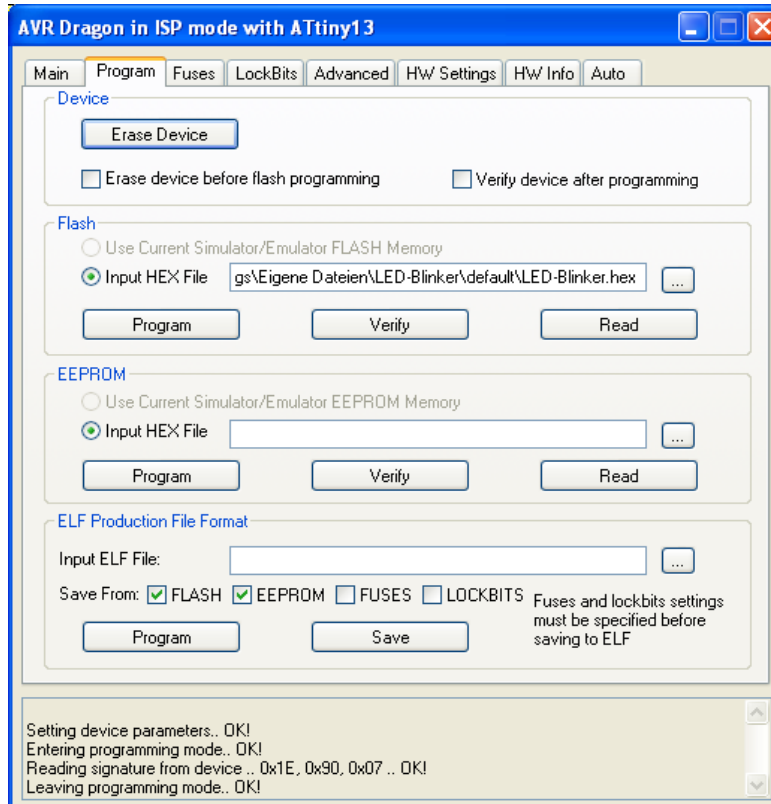 AVR Dragon in ISP mode with ATtiny13
Main Program Fuses LockBits Advanced HW Settings HW Info Auto
Device
Erase Device
Erase device before flash programming Verify device after programming
Flash
Use Current Simulator/Emulator FLASH Memory
Input HEX File gs\Eigene Dateien\LED-Blinker\default\LED-Blinker.hex ...
Program Verify Read
EEPROM
Use Current Simulator/Emulator EEPROM Memory
Input HEX File ...
Program Verify Read
ELF Production File Format
Input ELF File: ...
Save From: FLASH EEPROM FUSES LOCKBITS
Fuses and lockbits settings
must be specified before
saving to ELF
Program Save
Setting device parameters.. OK!
Entering programming mode.. OK!
Reading signature from device .. 0x1E, 0x90, 0x07 .. OK!
Leaving programming mode.. OK!